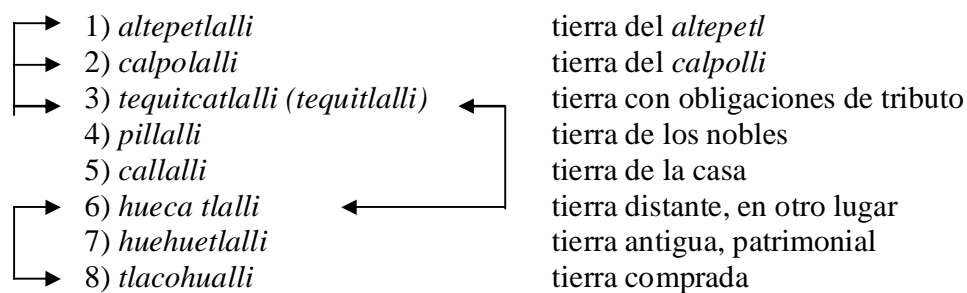 1) altepetlalli tierra del altepetl
2) calpolalli tierra del calpolli
3) tequitcatlalli (tequitlalli) tierra con obligaciones de tributo
4) pillalli tierra de los nobles
5) callalli tierra de la casa
6) hueca tlalli tierra distante, en otro lugar
7) huehuetlalli tierra antigua, patrimonial
8) tlacohualli tierra comprada